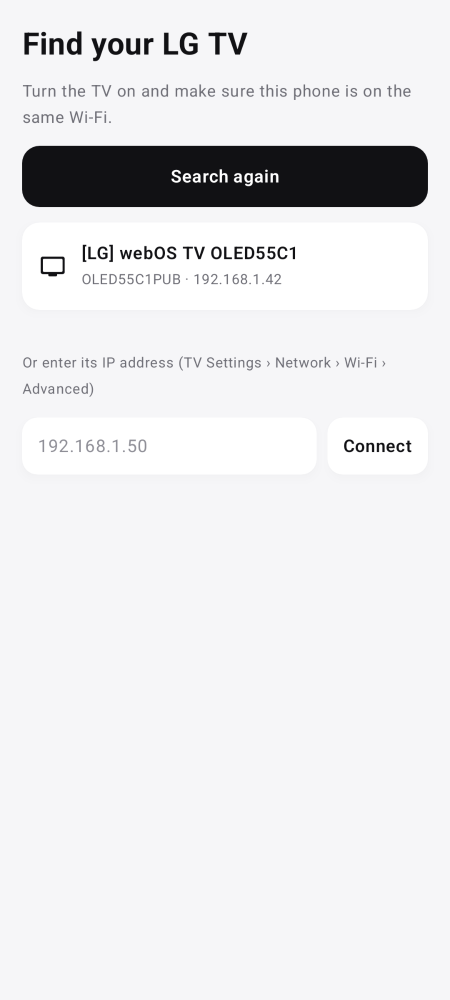 Find your LG TV
Turn the TV on and make sure this phone is on the
same Wi-Fi.
Search again
[LG] webOS TV OLED55C1
OLED55C1PUB · 192.168.1.42
Or enter its IP address (TV Settings › Network › Wi-Fi ›
Advanced)
192.168.1.50
Connect